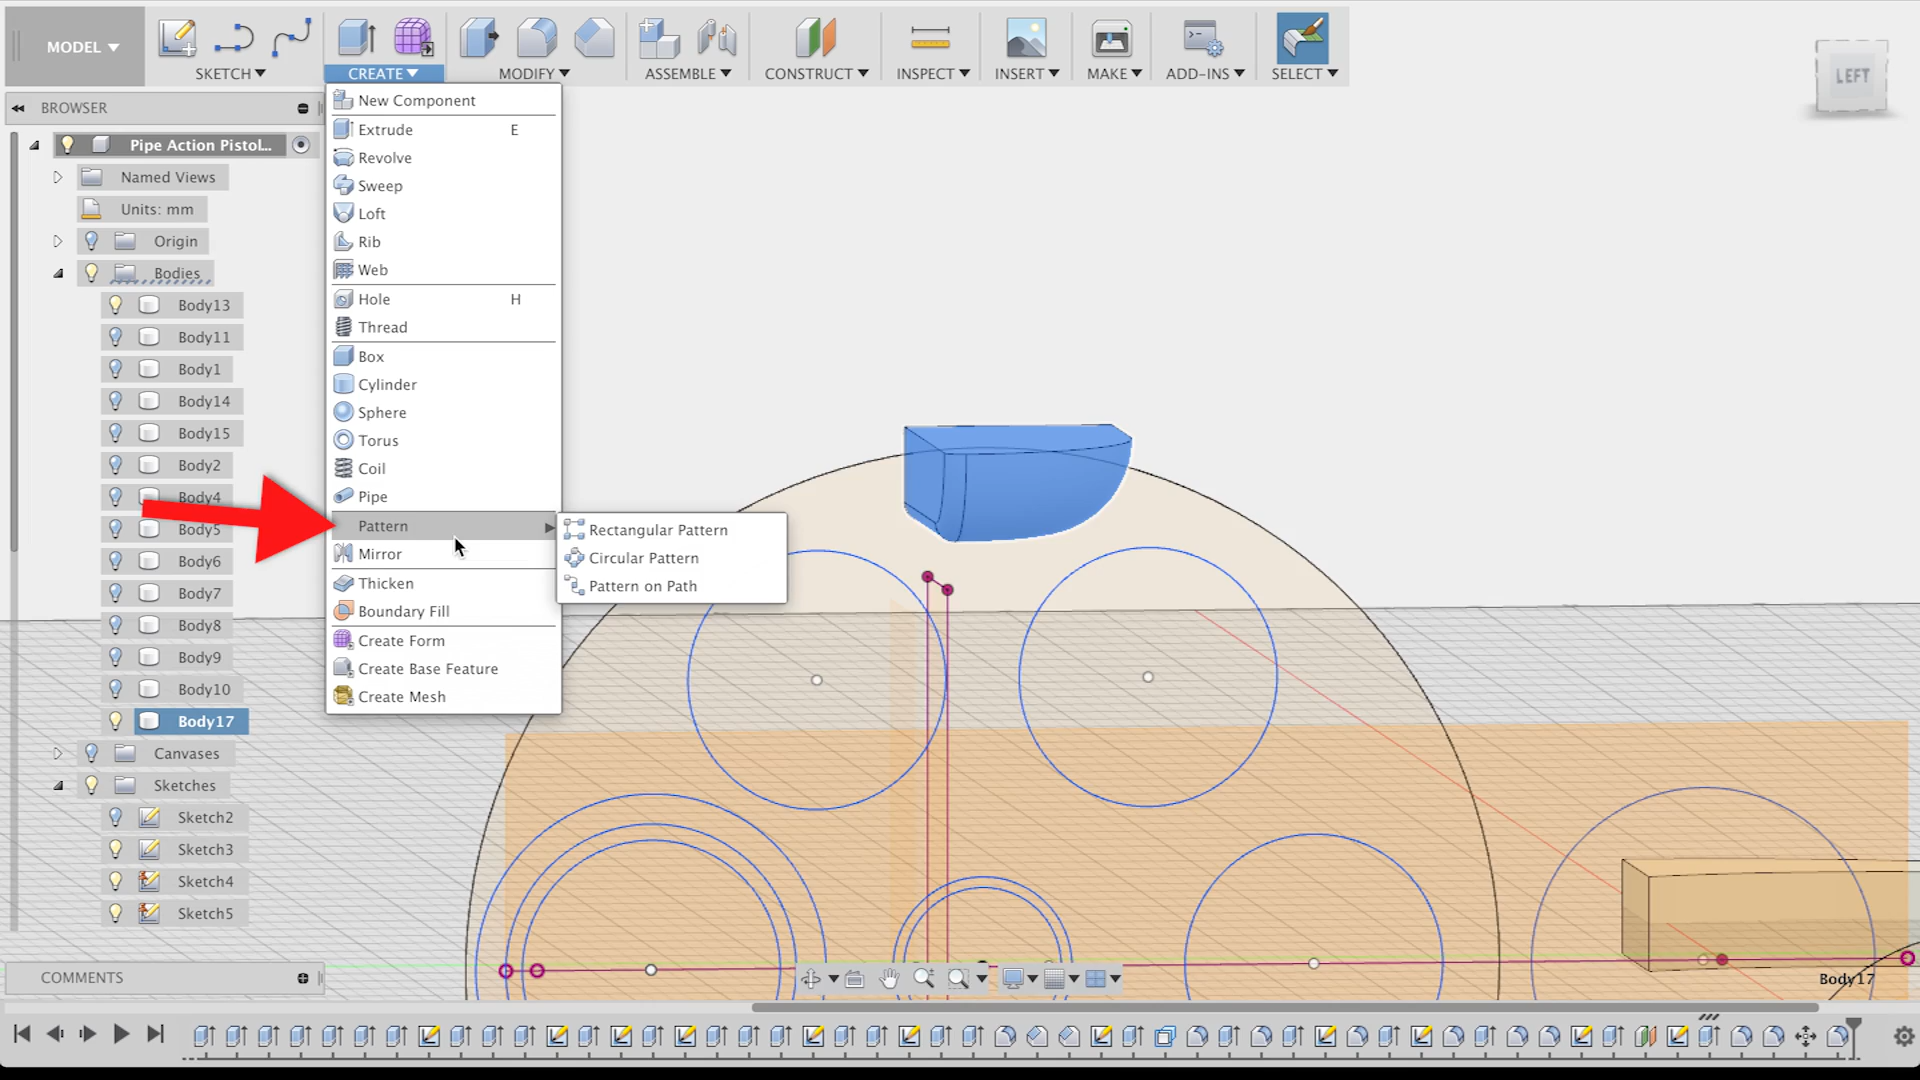 MODEL
SKETCH
CREATE
MODIFY
ASSEMBLE
CONSTRUCT
INSPECT
INSERT
MAKE
ADD-INS
SELECT
LEFT
BROWSER
Pipe Action Pistol...
Named Views
Units: mm
Origin
Bodies
Body13
Body11
Body1
Body14
Body15
Body2
Body4
Body5
Body6
Body7
Body8
Body9
Body10
Body17
Canvases
Sketches
Sketch2
Sketch3
Sketch4
Sketch5
COMMENTS
New Component
Extrude E
Revolve
Sweep
Loft
Rib
Web
Hole H
Thread
Box
Cylinder
Sphere
Torus
Coil
Pipe
Pattern
Mirror
Thicken
Boundary Fill
Create Form
Create Base Feature
Create Mesh
Rectangular Pattern
Circular Pattern
Pattern on Path
Body17